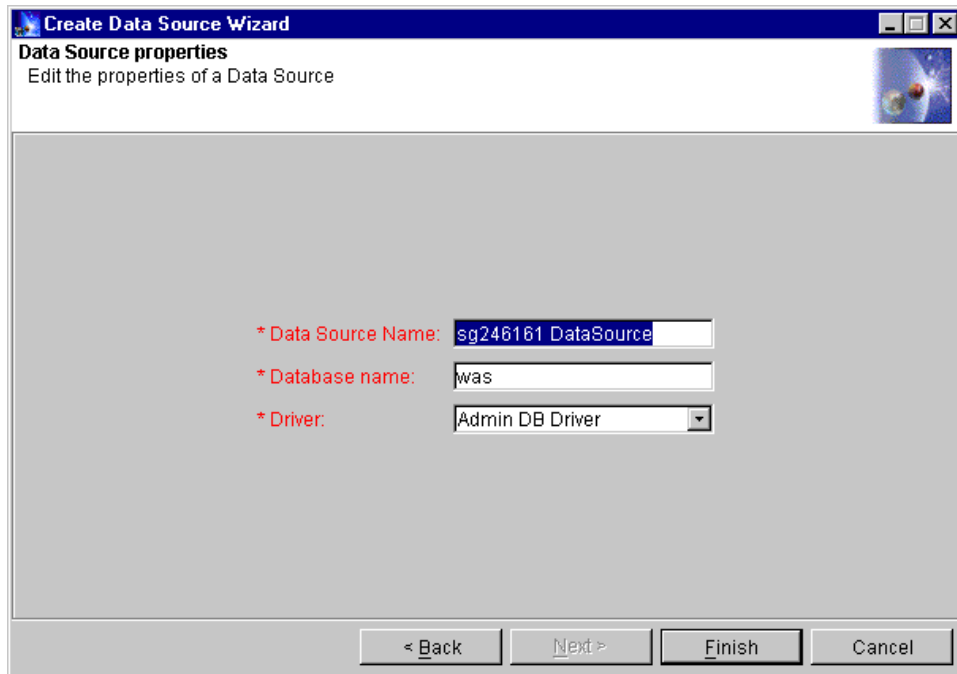 Create Data Source Wizard
Data Source properties
Edit the properties of a Data Source
* Data Source Name: sg246161 DataSource
* Database name: was
* Driver: Admin DB Driver
< Back Next > Finish Cancel